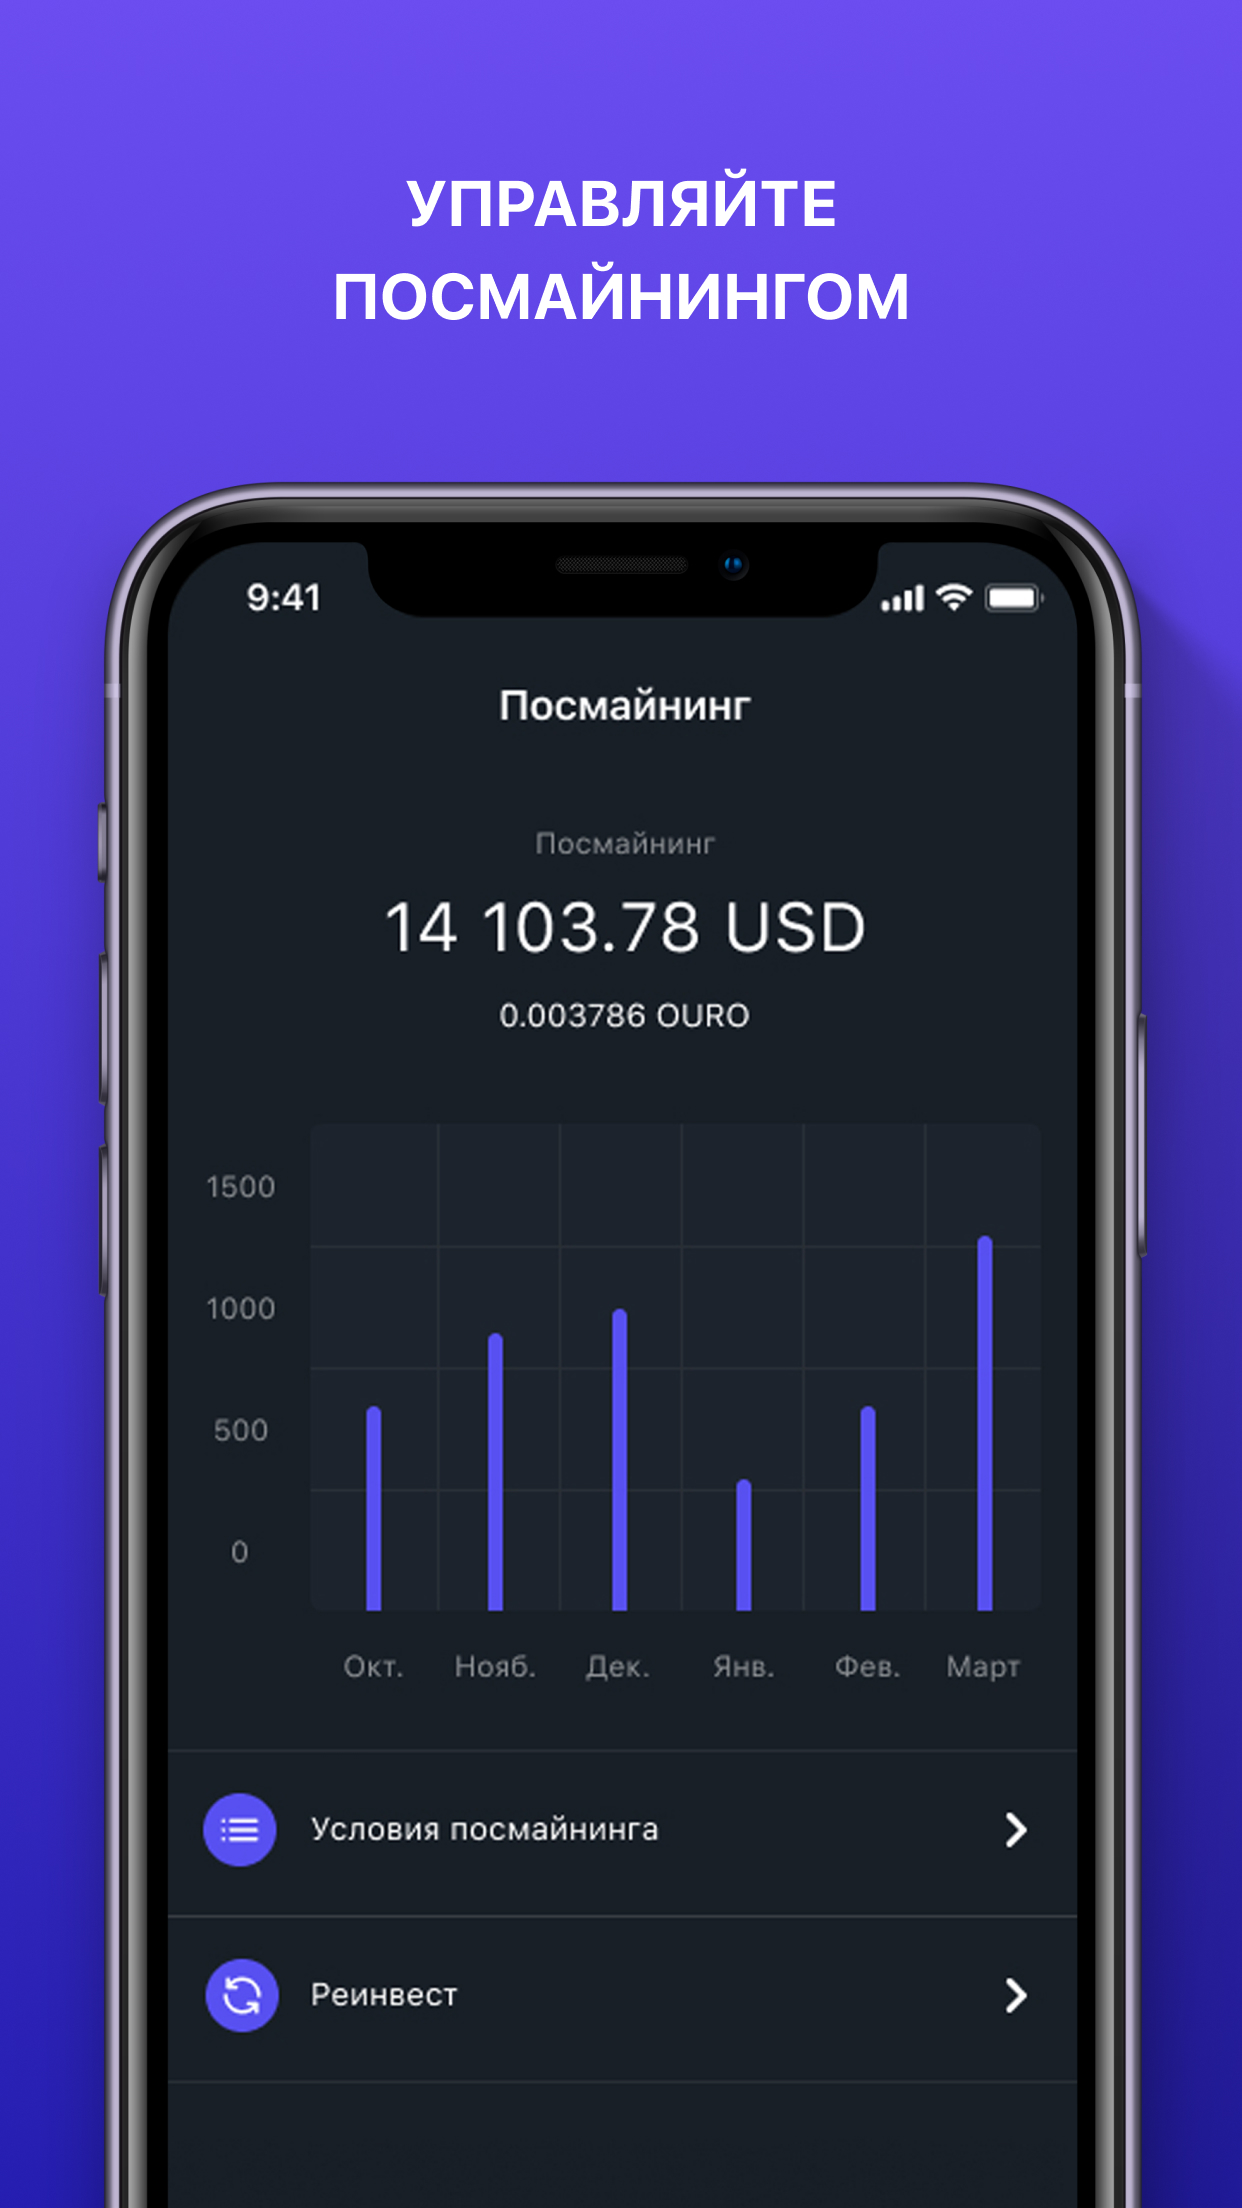 УПРАВЛЯЙТЕ
ПОСМАЙНИНГОМ
9:41
Посмайнинг
Посмайнинг
14 103.78 USD
0.003786 OURO
1500
1000
500
0
Окт. Нояб. Дек. Янв. Фев. Март
Условия посмайнинга
Реинвест